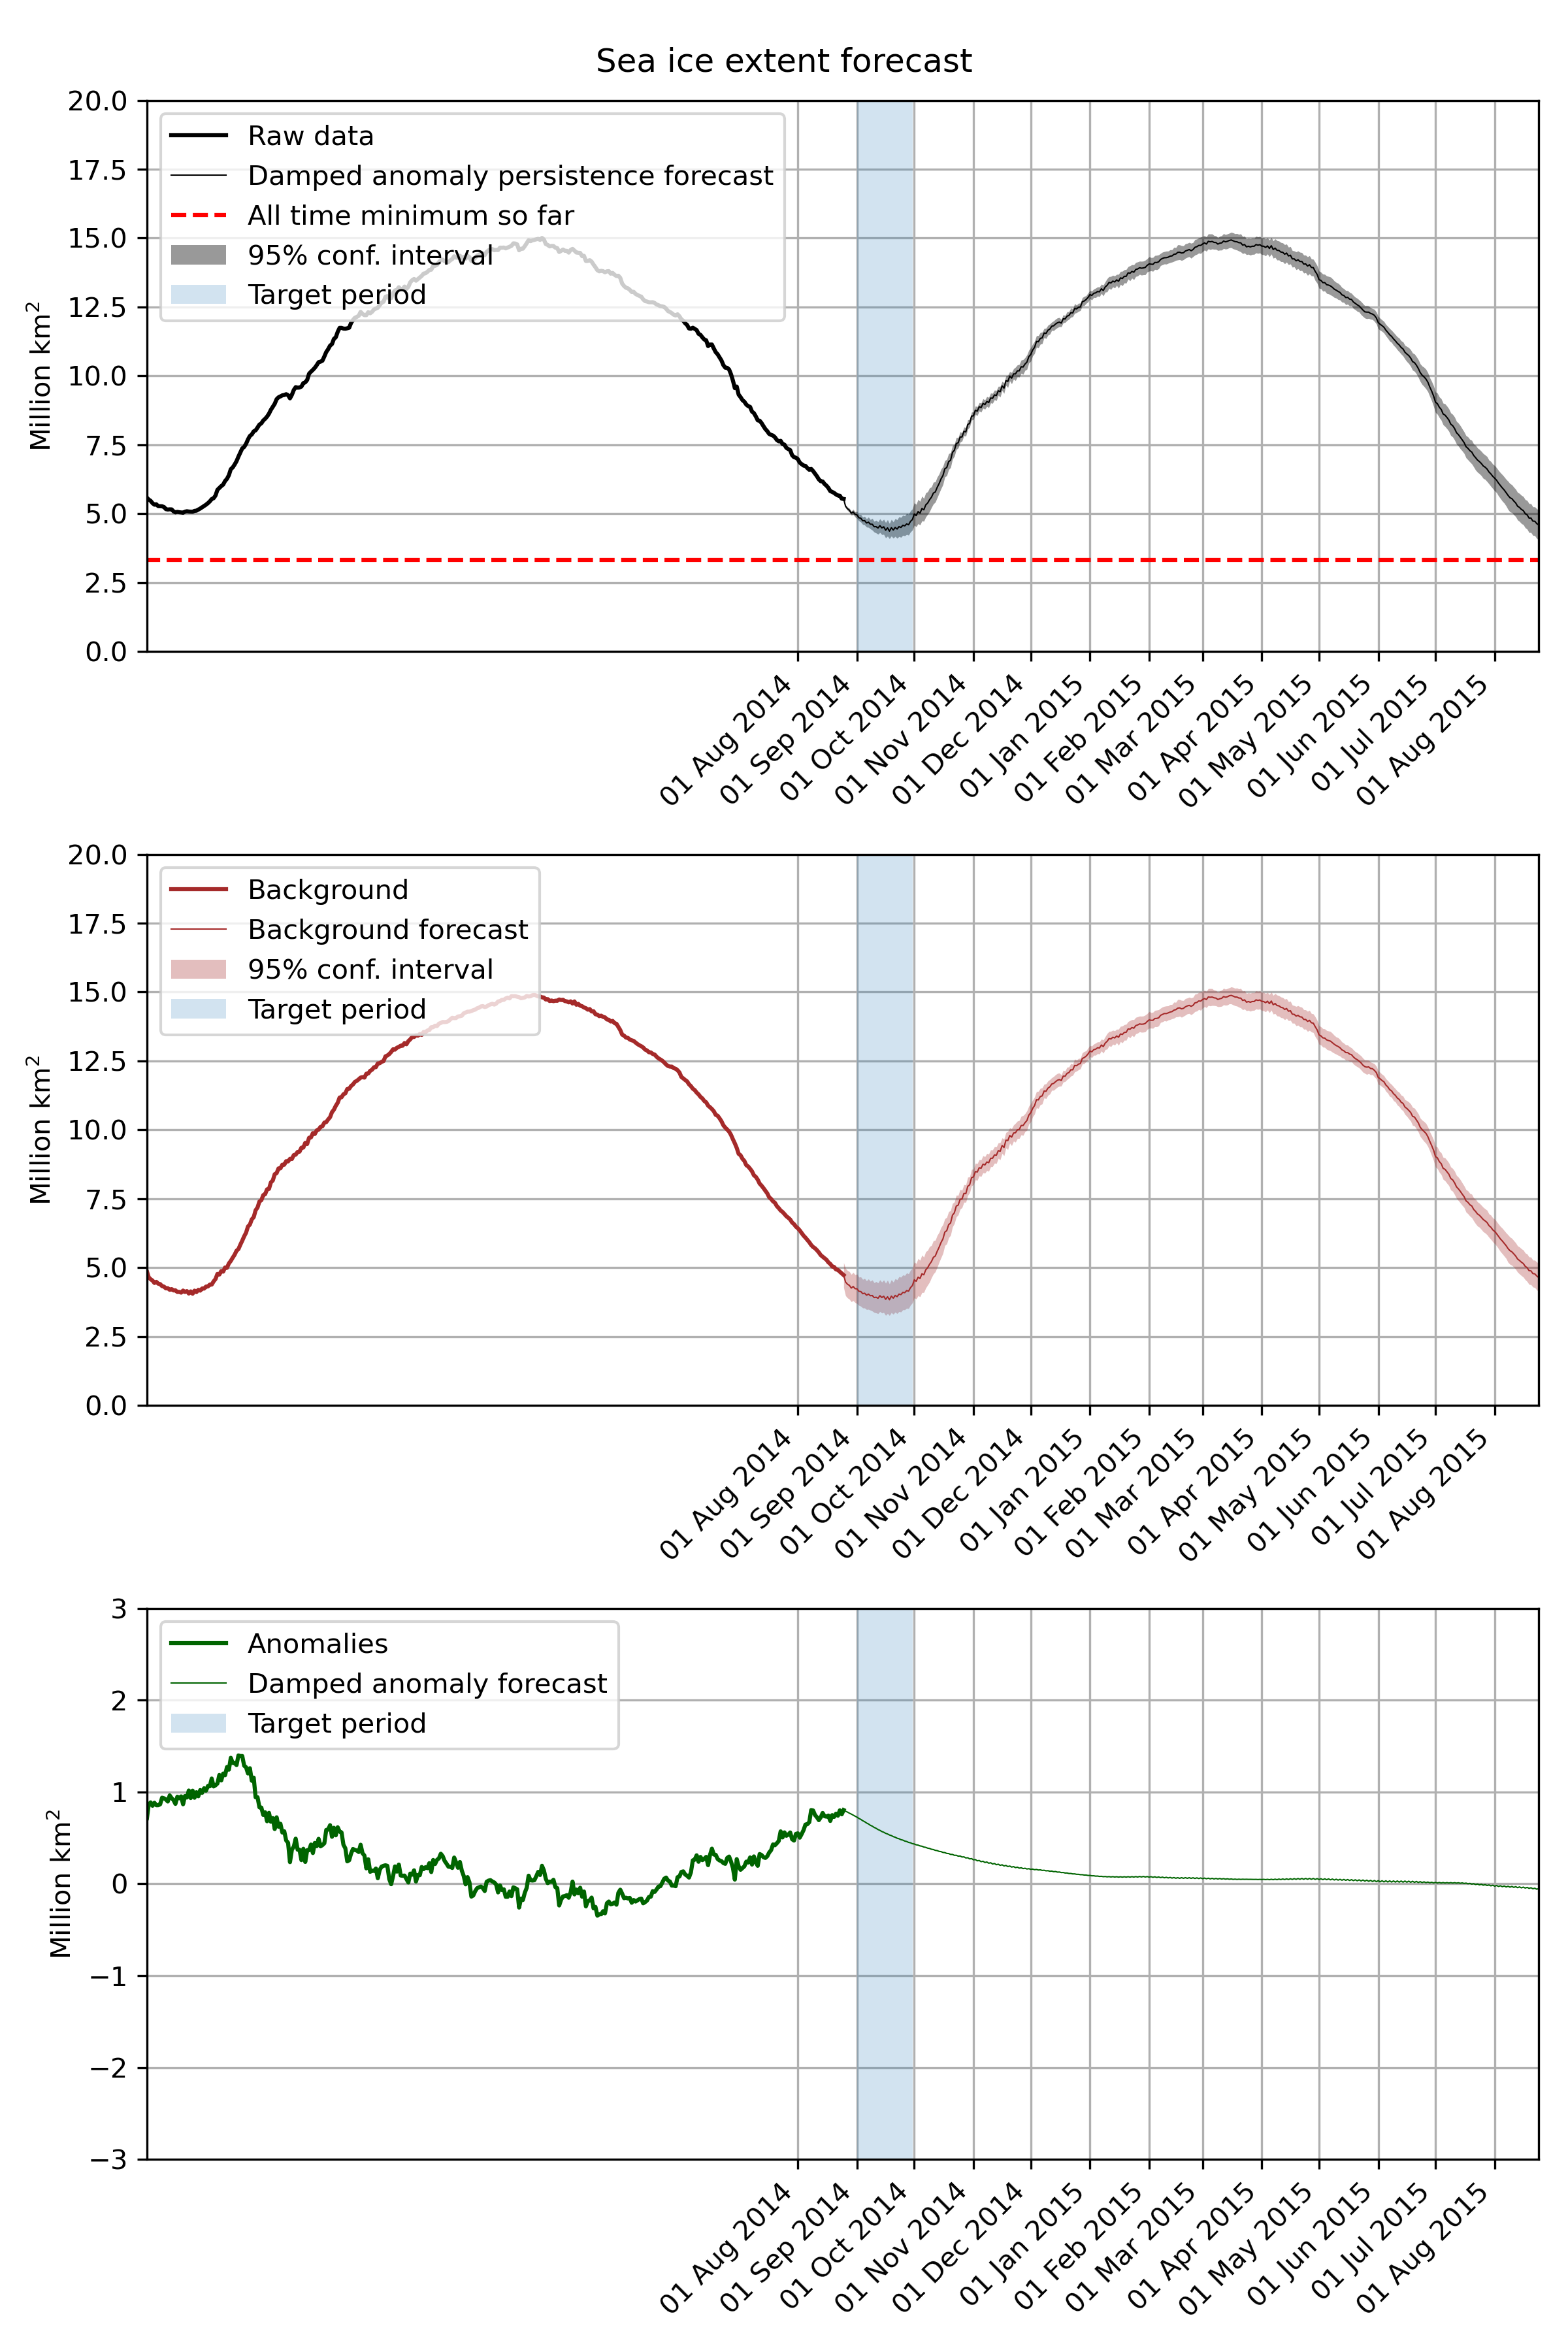 Sea ice extent forecast
20.0
17.5
15.0
12.5
10.0
7.5
5.0
2.5
0.0
Million km²
Raw data
Damped anomaly persistence forecast
All time minimum so far
95% conf. interval
Target period
01 Aug 2014
01 Sep 2014
01 Oct 2014
01 Nov 2014
01 Dec 2014
01 Jan 2015
01 Feb 2015
01 Mar 2015
01 Apr 2015
01 May 2015
01 Jun 2015
01 Jul 2015
01 Aug 2015
20.0
17.5
15.0
12.5
10.0
7.5
5.0
2.5
0.0
Million km²
Background
Background forecast
95% conf. interval
Target period
01 Aug 2014
01 Sep 2014
01 Oct 2014
01 Nov 2014
01 Dec 2014
01 Jan 2015
01 Feb 2015
01 Mar 2015
01 Apr 2015
01 May 2015
01 Jun 2015
01 Jul 2015
01 Aug 2015
3
2
1
0
−1
−2
−3
Million km²
Anomalies
Damped anomaly forecast
Target period
01 Aug 2014
01 Sep 2014
01 Oct 2014
01 Nov 2014
01 Dec 2014
01 Jan 2015
01 Feb 2015
01 Mar 2015
01 Apr 2015
01 May 2015
01 Jun 2015
01 Jul 2015
01 Aug 2015